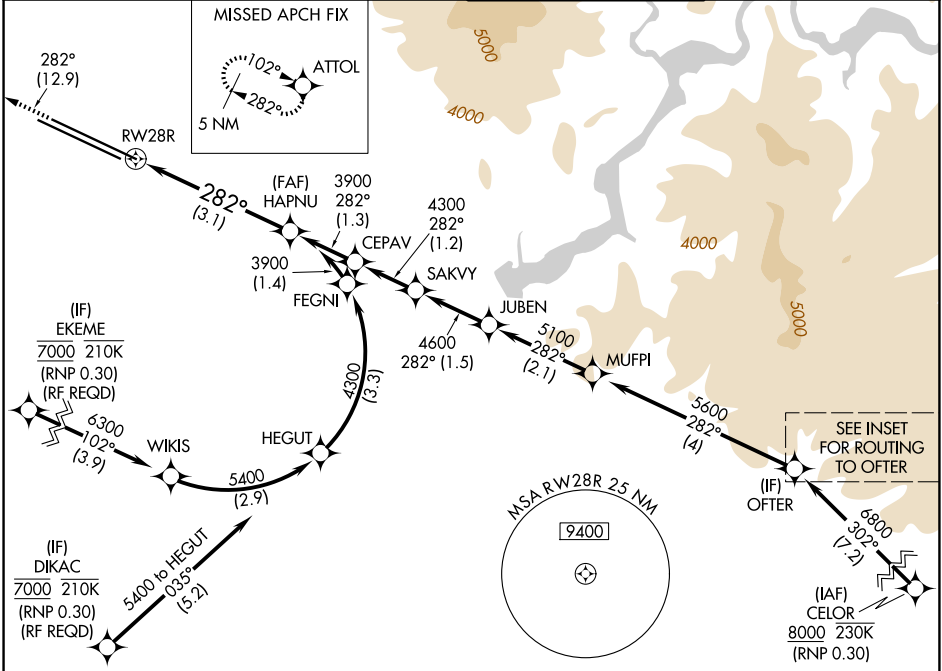 MISSED APCH FIX
102°
ATTOL
282°
5 NM
282°
(12.9)
RW28R
282°
(3.1)
(FAF)
HAPNU
3900
282°
(1.3)
CEPAV
4300
282°
(1.2)
SAKVY
3900
(1.4)
FEGNI
JUBEN
4600
282° (1.5)
5100
282°
(2.1)
MUFPI
5600
282°
(4)
SEE INSET
FOR ROUTING
TO OFTER
(IF)
OFTER
6800
302°
(7.2)
(IAF)
CELOR
8000 230K
(RNP 0.30)
(IF)
EKEME
7000 210K
(RNP 0.30)
(RF REQD)
6300
102°
(3.9)
WIKIS
5400
(2.9)
HEGUT
4300
(3.3)
(IF)
DIKAC
7000 210K
(RNP 0.30)
(RF REQD)
5400 to HEGUT
035°
(5.2)
MSA RW28R 25 NM
9400
5000
4000
4000
5000